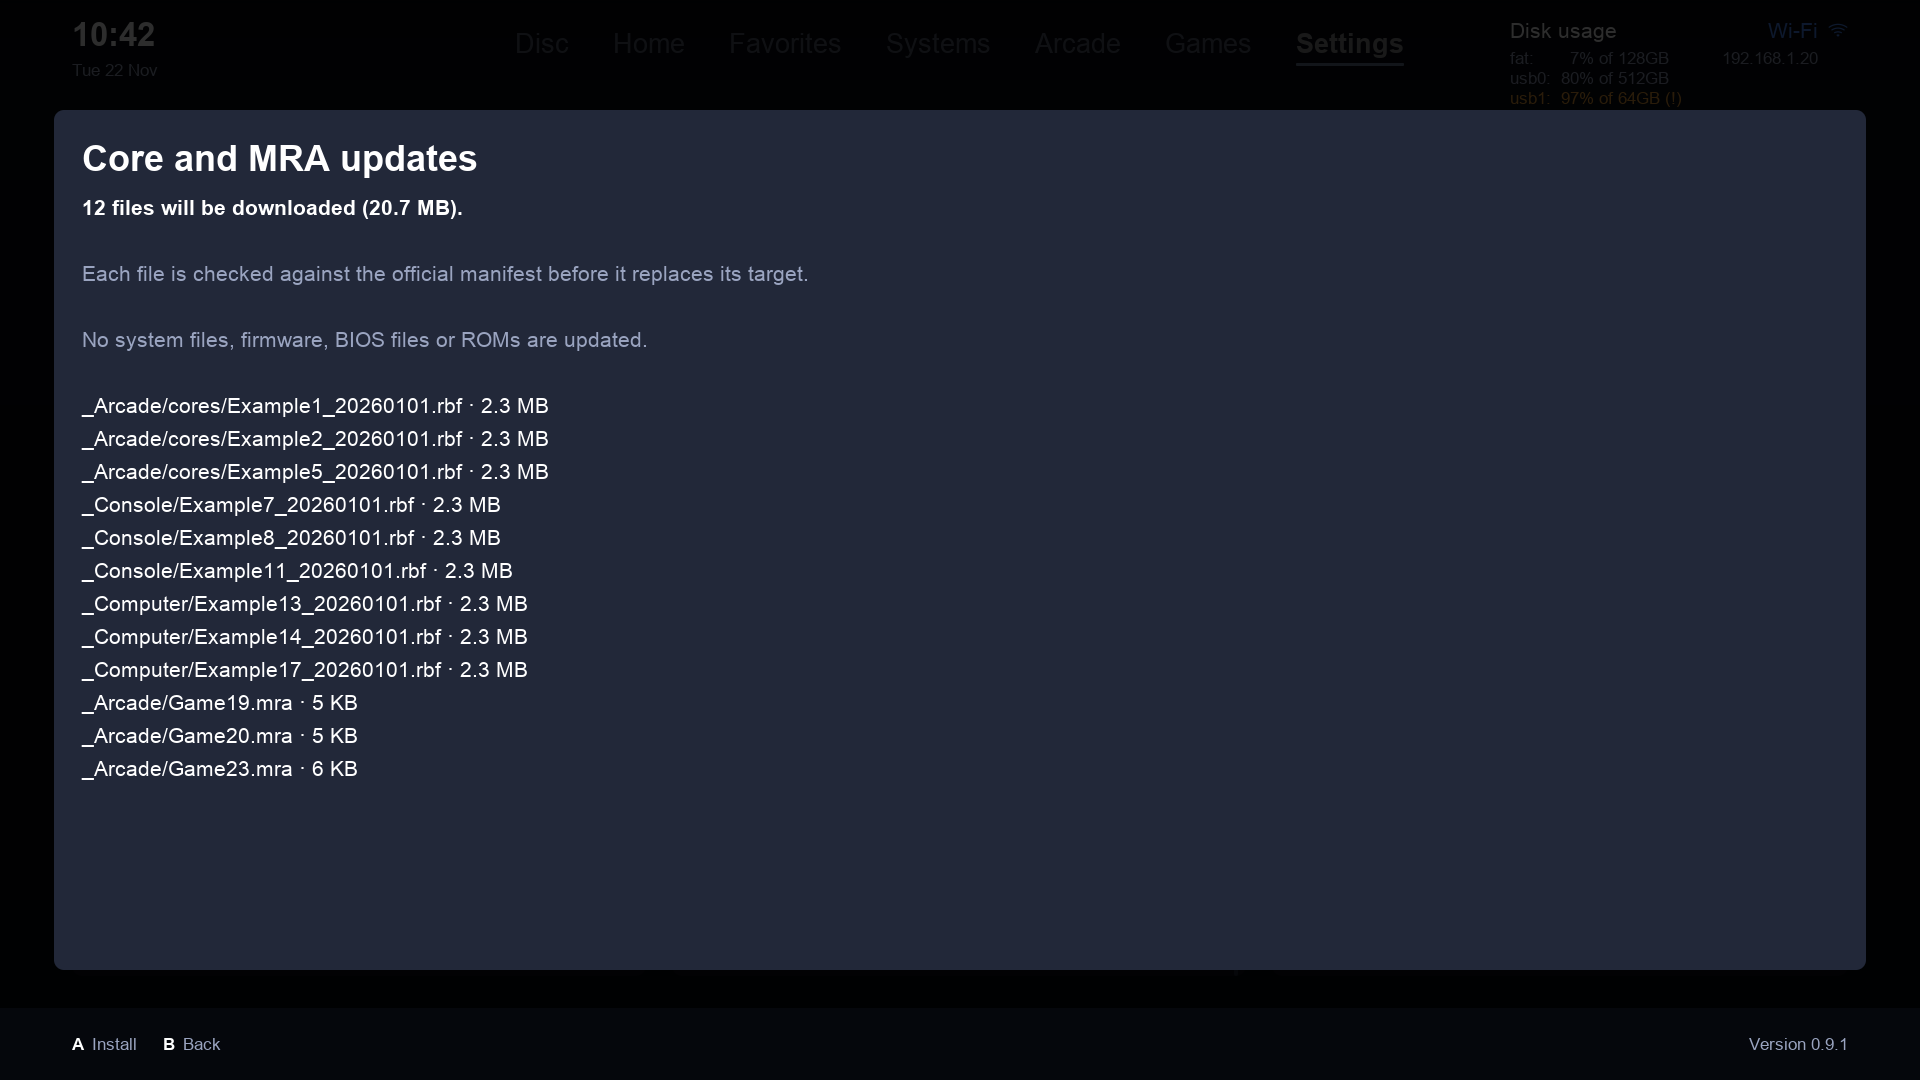 10:42
Tue 22 Nov
Disc Home Favorites Systems Arcade Games Settings
Disk usage
fat: 7% of 128GB
usb0: 80% of 512GB
usb1: 97% of 64GB (!)
Wi-Fi
192.168.1.20
Core and MRA updates
12 files will be downloaded (20.7 MB).
Each file is checked against the official manifest before it replaces its target.
No system files, firmware, BIOS files or ROMs are updated.
_Arcade/cores/Example1_20260101.rbf · 2.3 MB
_Arcade/cores/Example2_20260101.rbf · 2.3 MB
_Arcade/cores/Example5_20260101.rbf · 2.3 MB
_Console/Example7_20260101.rbf · 2.3 MB
_Console/Example8_20260101.rbf · 2.3 MB
_Console/Example11_20260101.rbf · 2.3 MB
_Computer/Example13_20260101.rbf · 2.3 MB
_Computer/Example14_20260101.rbf · 2.3 MB
_Computer/Example17_20260101.rbf · 2.3 MB
_Arcade/Game19.mra · 5 KB
_Arcade/Game20.mra · 5 KB
_Arcade/Game23.mra · 6 KB
A Install B Back
Version 0.9.1